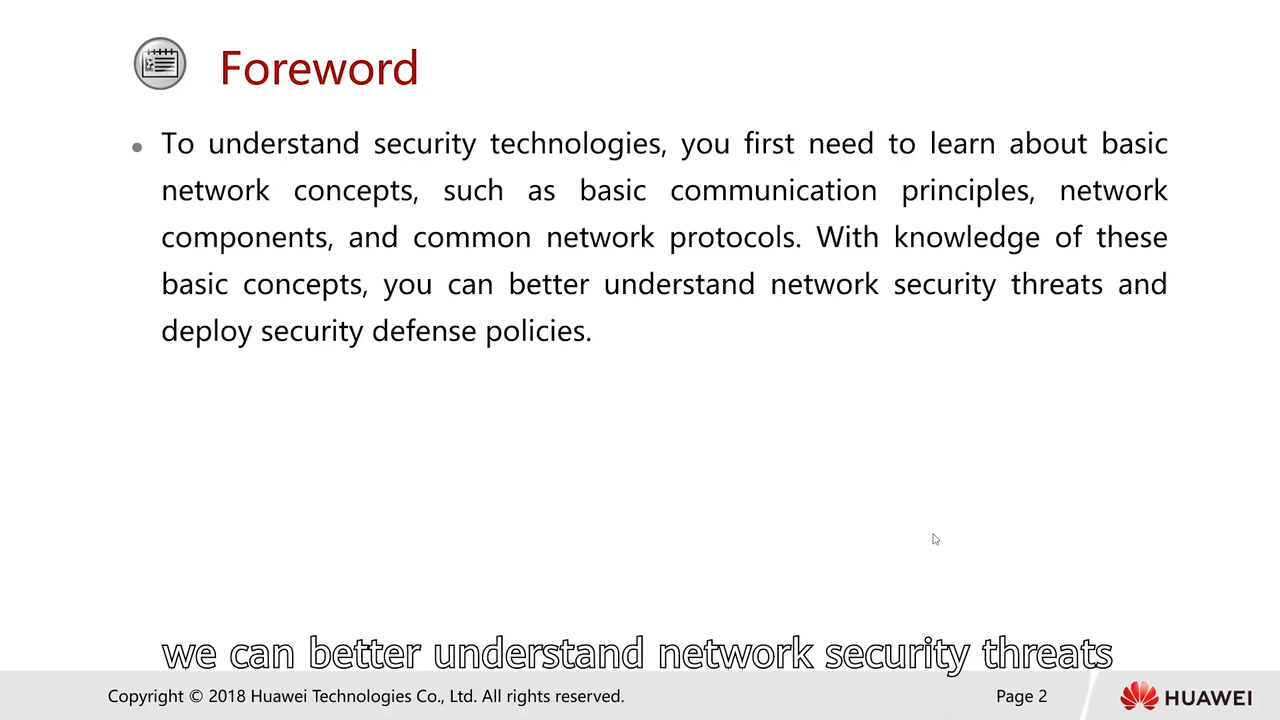 Foreword
• To understand security technologies, you first need to learn about basic
network concepts, such as basic communication principles, network
components, and common network protocols. With knowledge of these
basic concepts, you can better understand network security threats and
deploy security defense policies.
we can better understand network security threats
Copyright © 2018 Huawei Technologies Co., Ltd. All rights reserved.
Page 2
HUAWEI